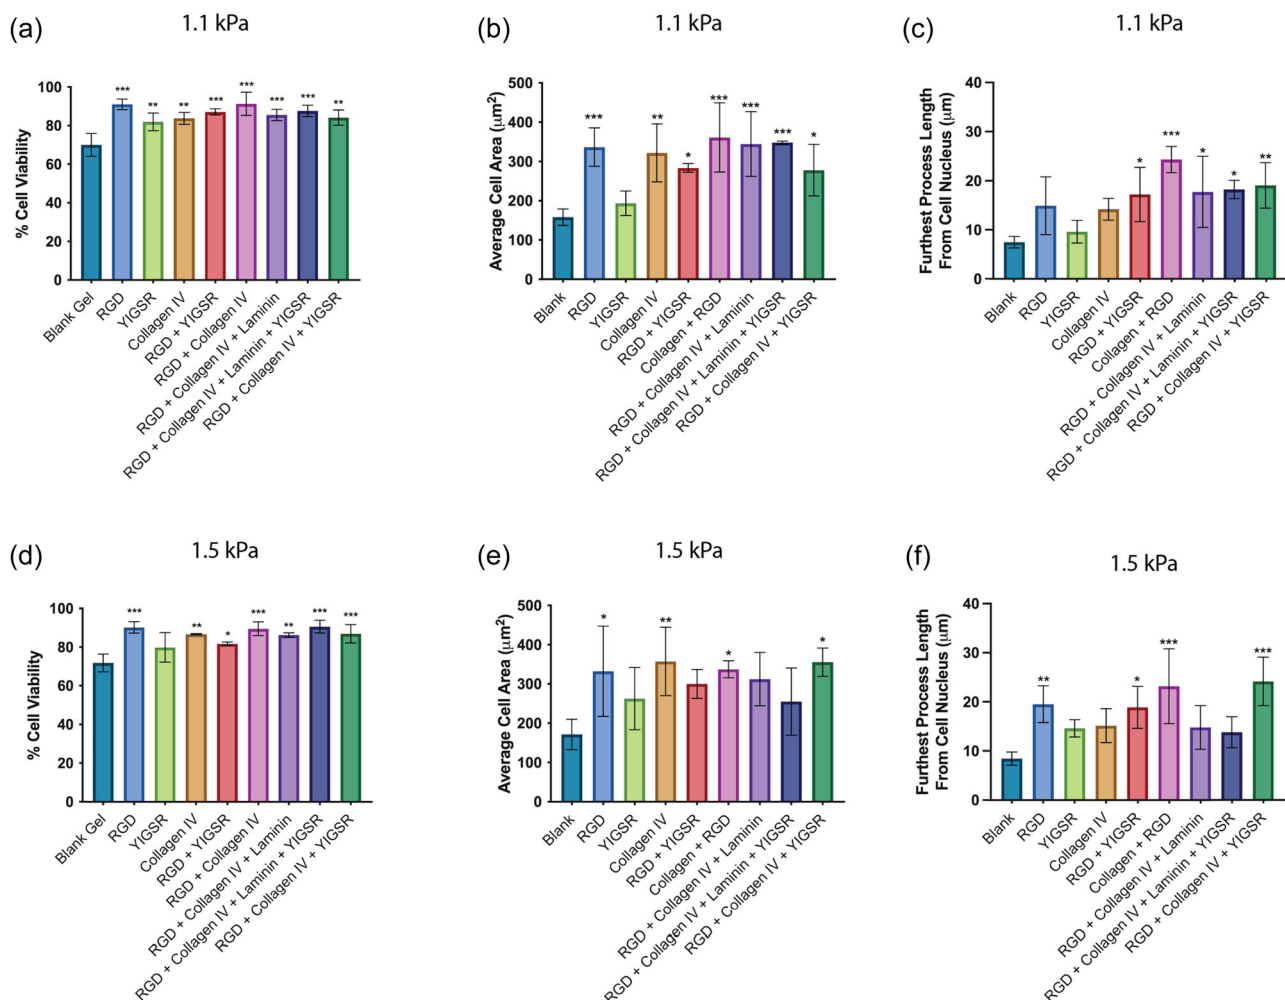 (a)
1.1 kPa
% Cell Viability
100
80
60
40
20
0
***
**
**
***
***
***
***
**
Blank Gel
RGD
YIGSR
Collagen IV
RGD + YIGSR
RGD + Collagen IV
RGD + Collagen IV + Laminin
RGD + Collagen IV + Laminin + YIGSR
RGD + Collagen IV + YIGSR
(b)
1.1 kPa
Average Cell Area (μm²)
500
400
300
200
100
0
***
**
*
***
***
***
*
Blank
RGD
YIGSR
Collagen IV
RGD + YIGSR
Collagen + RGD
RGD + Collagen IV + Laminin
RGD + Collagen IV + Laminin + YIGSR
RGD + Collagen IV + YIGSR
(c)
1.1 kPa
Furthest Process Length
From Cell Nucleus (μm)
40
30
20
10
0
*
***
*
*
**
Blank
RGD
YIGSR
Collagen IV
RGD + YIGSR
Collagen + RGD
RGD + Collagen IV + Laminin
RGD + Collagen IV + Laminin + YIGSR
RGD + Collagen IV + YIGSR
(d)
1.5 kPa
% Cell Viability
100
80
60
40
20
0
***
**
*
***
**
***
***
Blank Gel
RGD
YIGSR
Collagen IV
RGD + YIGSR
RGD + Collagen IV
RGD + Collagen IV + Laminin
RGD + Collagen IV + Laminin + YIGSR
RGD + Collagen IV + YIGSR
(e)
1.5 kPa
Average Cell Area (μm²)
500
400
300
200
100
0
*
**
*
*
Blank
RGD
YIGSR
Collagen IV
RGD + YIGSR
Collagen + RGD
RGD + Collagen IV + Laminin
RGD + Collagen IV + Laminin + YIGSR
RGD + Collagen IV + YIGSR
(f)
1.5 kPa
Furthest Process Length
From Cell Nucleus (μm)
40
30
20
10
0
**
*
***
***
Blank
RGD
YIGSR
Collagen IV
RGD + YIGSR
Collagen + RGD
RGD + Collagen IV + Laminin
RGD + Collagen IV + Laminin + YIGSR
RGD + Collagen IV + YIGSR